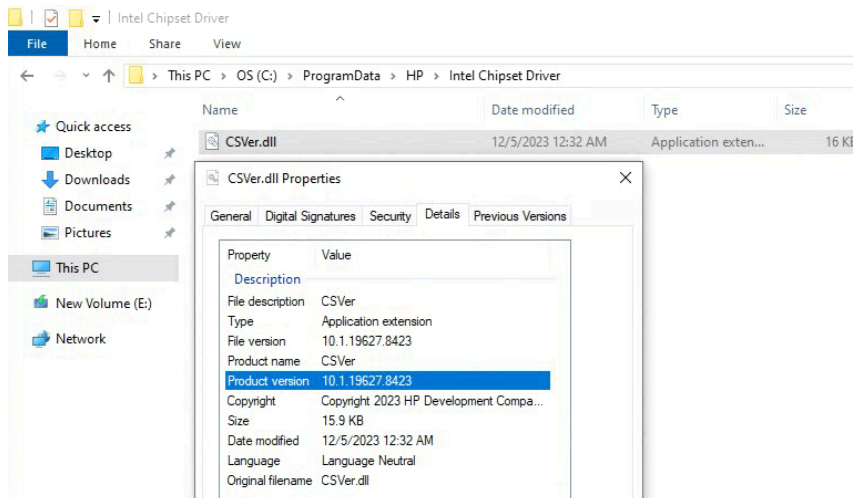 Intel Chipset Driver
File Home Share View
This PC > OS (C:) > ProgramData > HP > Intel Chipset Driver
Name Date modified Type Size
Quick access
CSVer.dll 12/5/2023 12:32 AM Application exten... 16 KB
Desktop
CSVer.dll Properties
Downloads
Documents
General Digital Signatures Security Details Previous Versions
Pictures
Property Value
This PC
Description
New Volume (E:)
File description CSVer
Type Application extension
Network
File version 10.1.19627.8423
Product name CSVer
Product version 10.1.19627.8423
Copyright Copyright 2023 HP Development Compa...
Size 15.9 KB
Date modified 12/5/2023 12:32 AM
Language Language Neutral
Original filename CSVer.dll